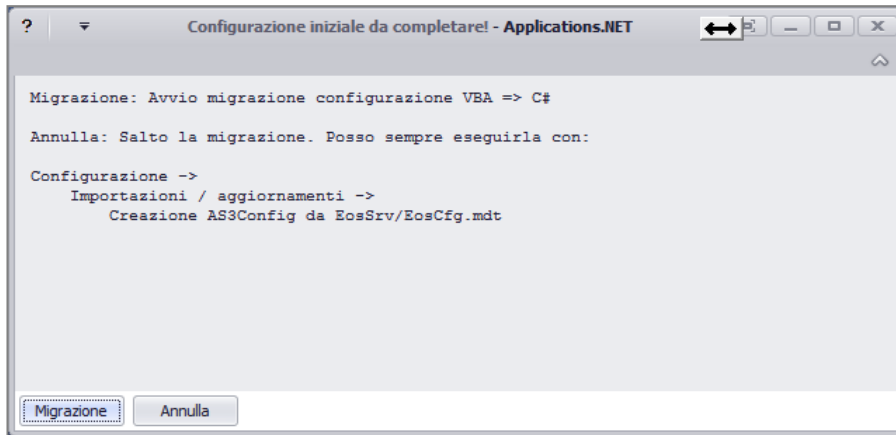 ?
Configurazione iniziale da completare! - Applications.NET
Migrazione: Avvio migrazione configurazione VBA => C#
Annulla: Salto la migrazione. Posso sempre eseguirla con:
Configurazione ->
Importazioni / aggiornamenti ->
Creazione AS3Config da EosSrv/EosCfg.mdt
Migrazione
Annulla